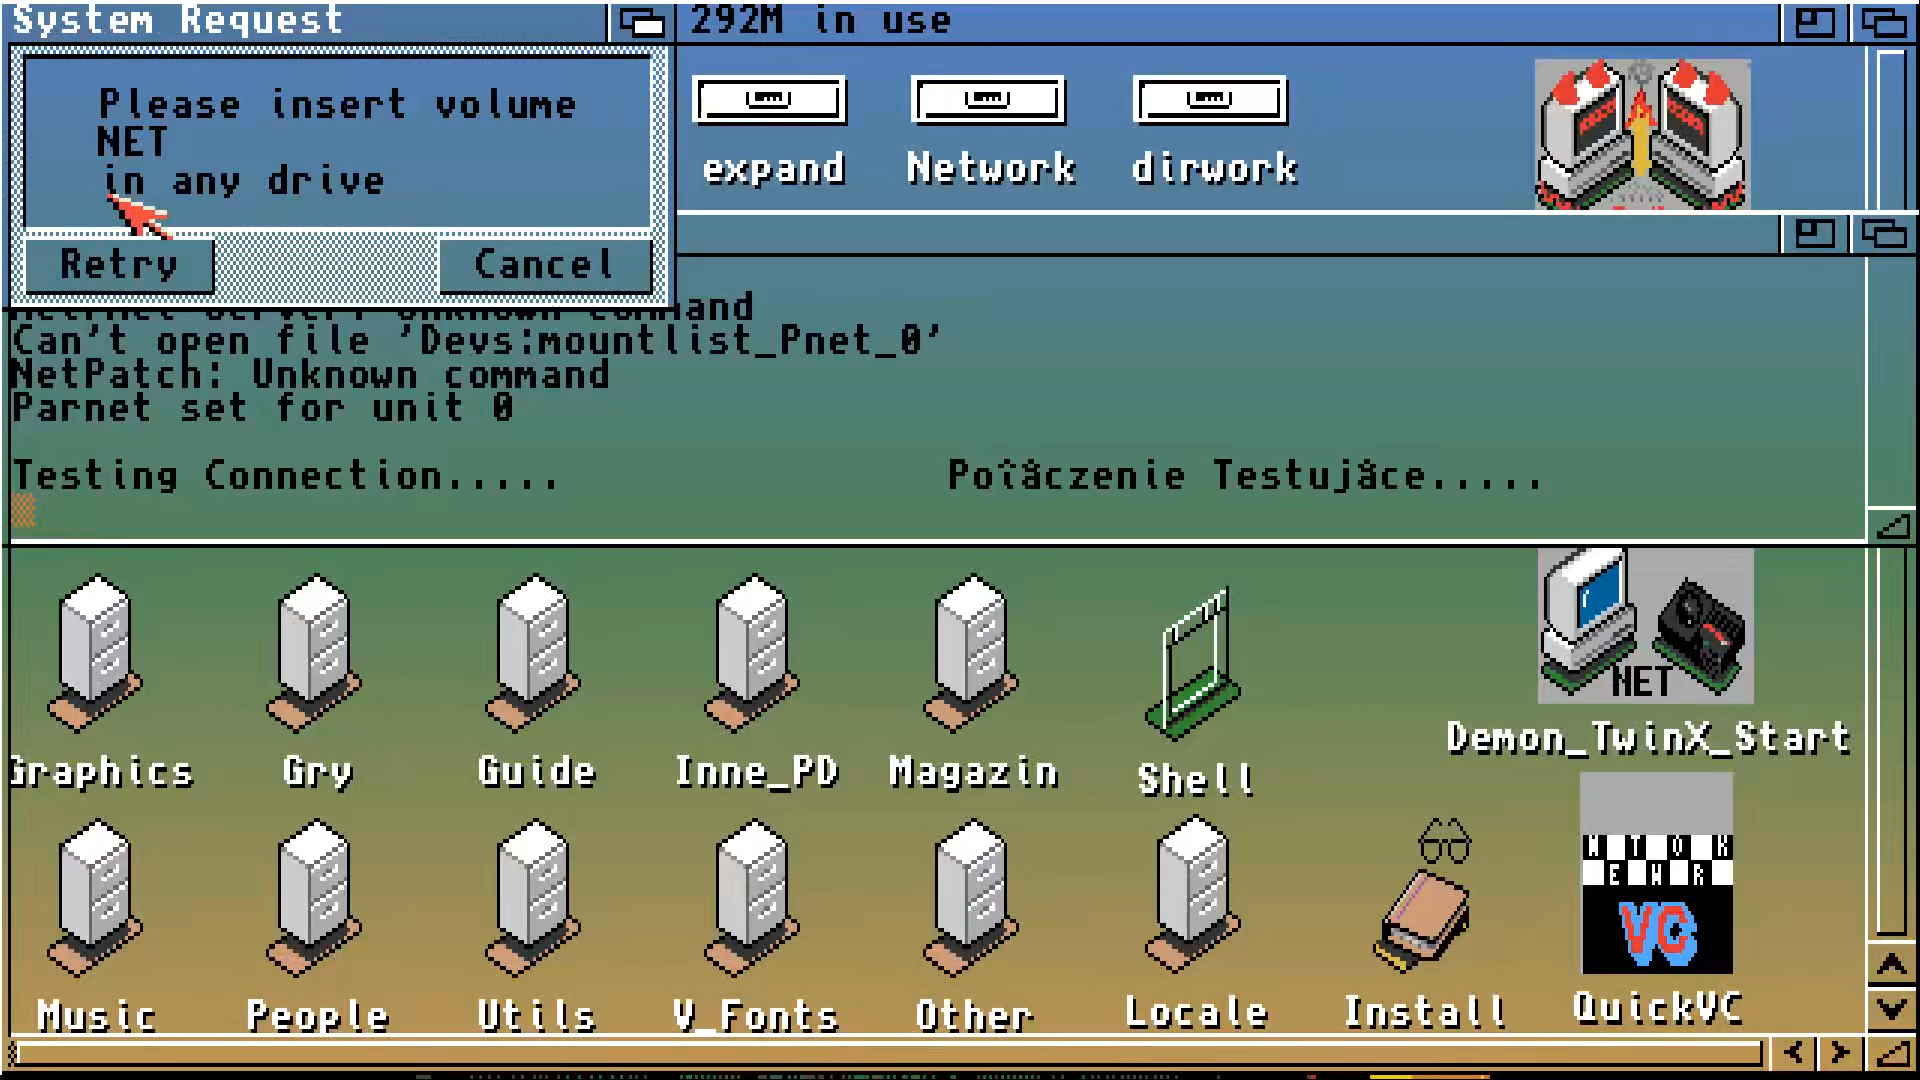 System Request
292M in use
Please insert volume
NET
in any drive
Retry
Cancel
expand
Network
dirwork
Can't open file 'Devs:mountlist_Pnet_0'
NetPatch: Unknown command
Parnet set for unit 0
Testing Connection.....
Poîâczenie Testujâce.....
NET
Demon_TwinX_Start
Graphics
Gry
Guide
Inne_PD
Magazin
Shell
VC
Music
People
Utils
V_Fonts
Other
Locale
Install
QuickVC